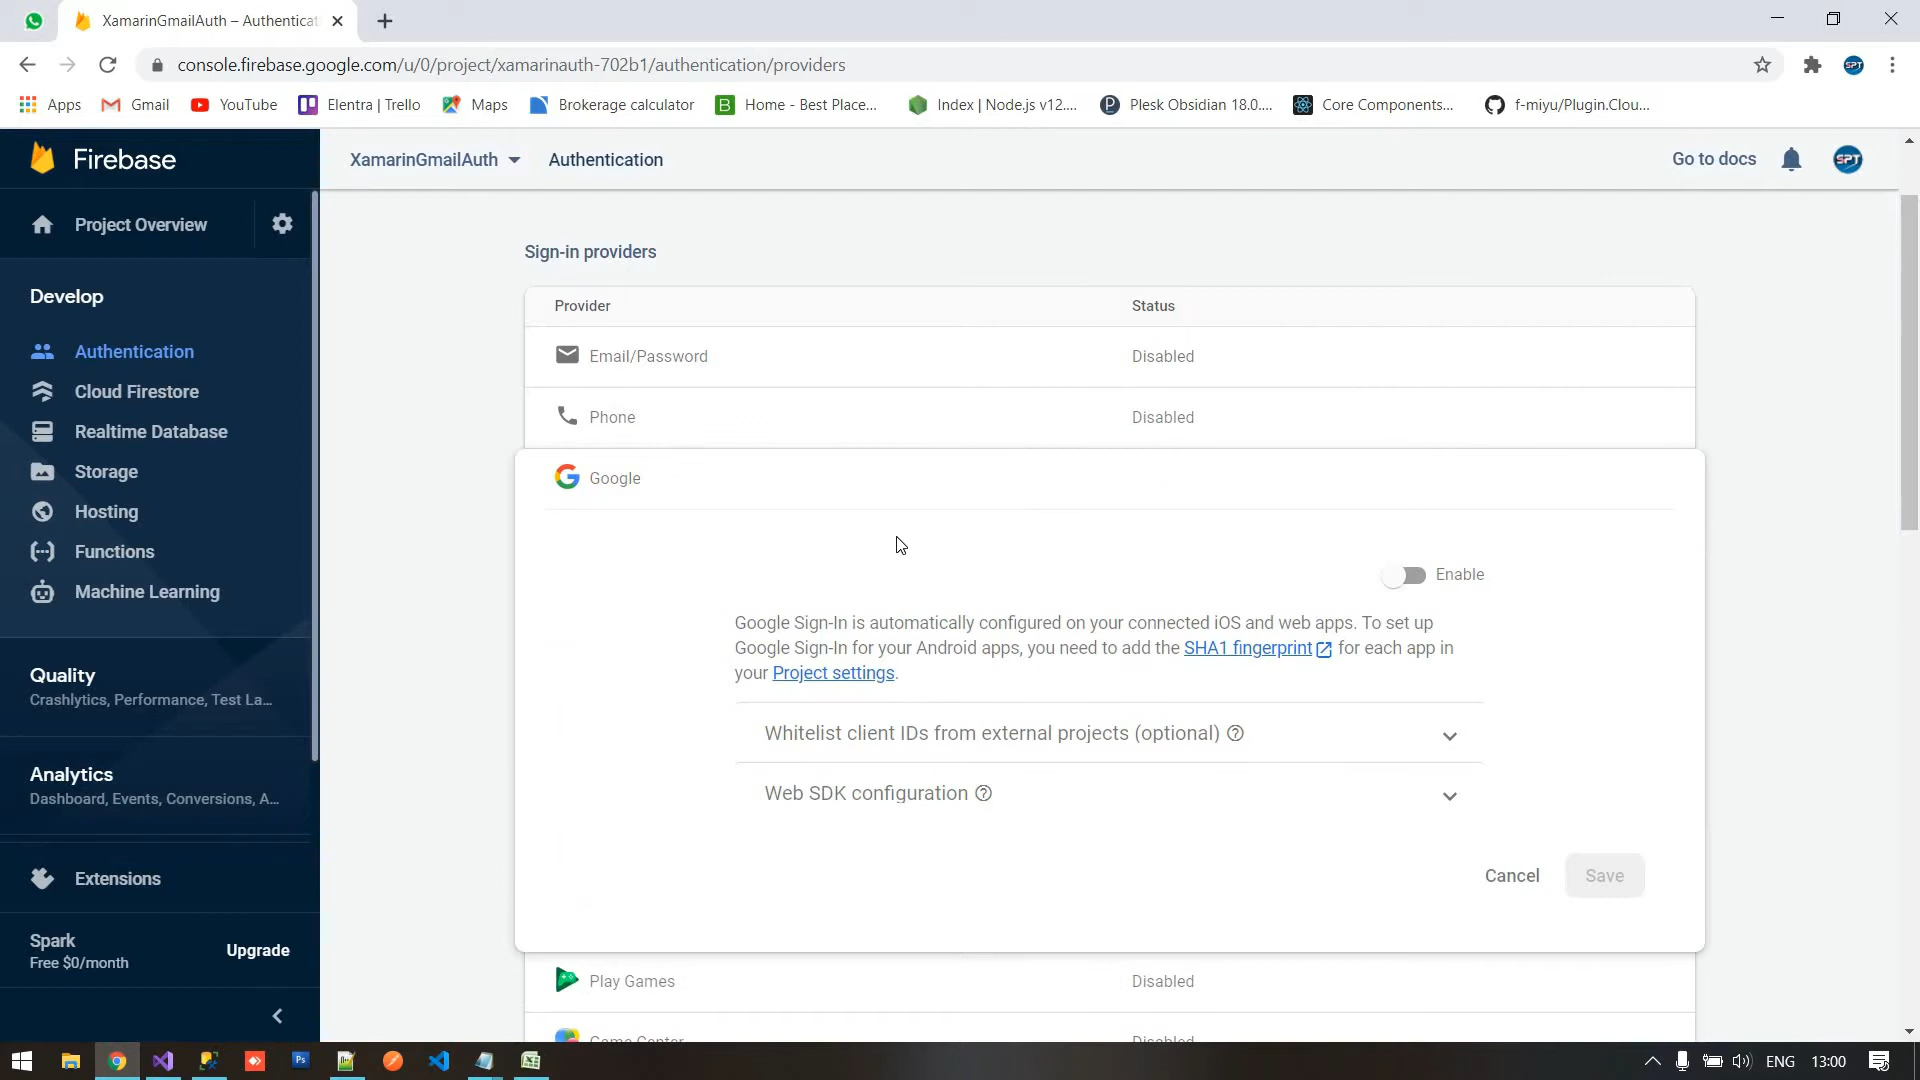 XamarinGmailAuth – Authenticat
console.firebase.google.com/u/0/project/xamarinauth-702b1/authentication/providers
SPT
Apps
Gmail
YouTube
Elentra | Trello
Maps
Brokerage calculator
Home - Best Place...
Index | Node.js v12....
Plesk Obsidian 18.0....
Core Components...
f-miyu/Plugin.Clou...
Firebase
XamarinGmailAuth
Authentication
Go to docs
SPT
Project Overview
Develop
Authentication
Cloud Firestore
Realtime Database
Storage
Hosting
Functions
Machine Learning
Quality
Crashlytics, Performance, Test La...
Analytics
Dashboard, Events, Conversions, A...
Extensions
Spark
Free $0/month
Upgrade
Sign-in providers
Provider
Status
Email/Password
Disabled
Phone
Disabled
Google
Enable
Google Sign-In is automatically configured on your connected iOS and web apps. To set up
Google Sign-In for your Android apps, you need to add the SHA1 fingerprint for each app in
your Project settings.
Whitelist client IDs from external projects (optional)
Web SDK configuration
Cancel
Save
Play Games
Disabled
Game Center
Disabled
ENG
13:00